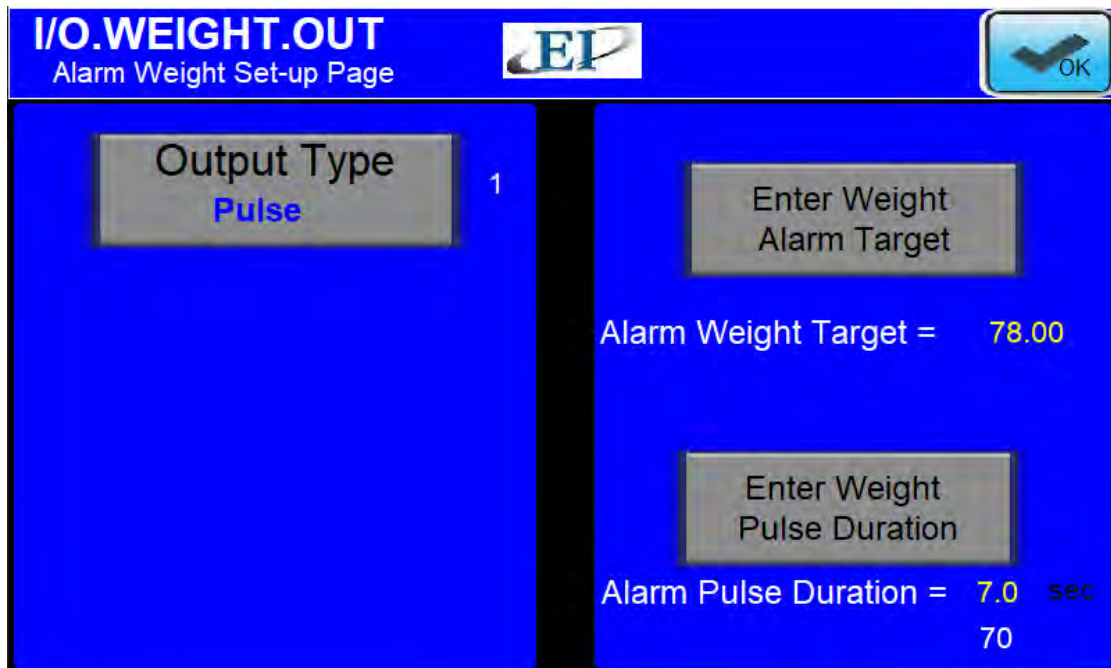 I/O.WEIGHT.OUT
Alarm Weight Set-up Page
EI
OK
Output Type
Pulse
1
Enter Weight
Alarm Target
Alarm Weight Target = 78.00
Enter Weight
Pulse Duration
Alarm Pulse Duration = 7.0 sec
70